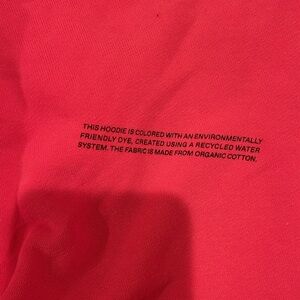 THIS HOODIE IS COLORED WITH AN ENVIRONMENTALLY
FRIENDLY DYE, CREATED USING A RECYCLED WATER
SYSTEM. THE FABRIC IS MADE FROM ORGANIC COTTON,